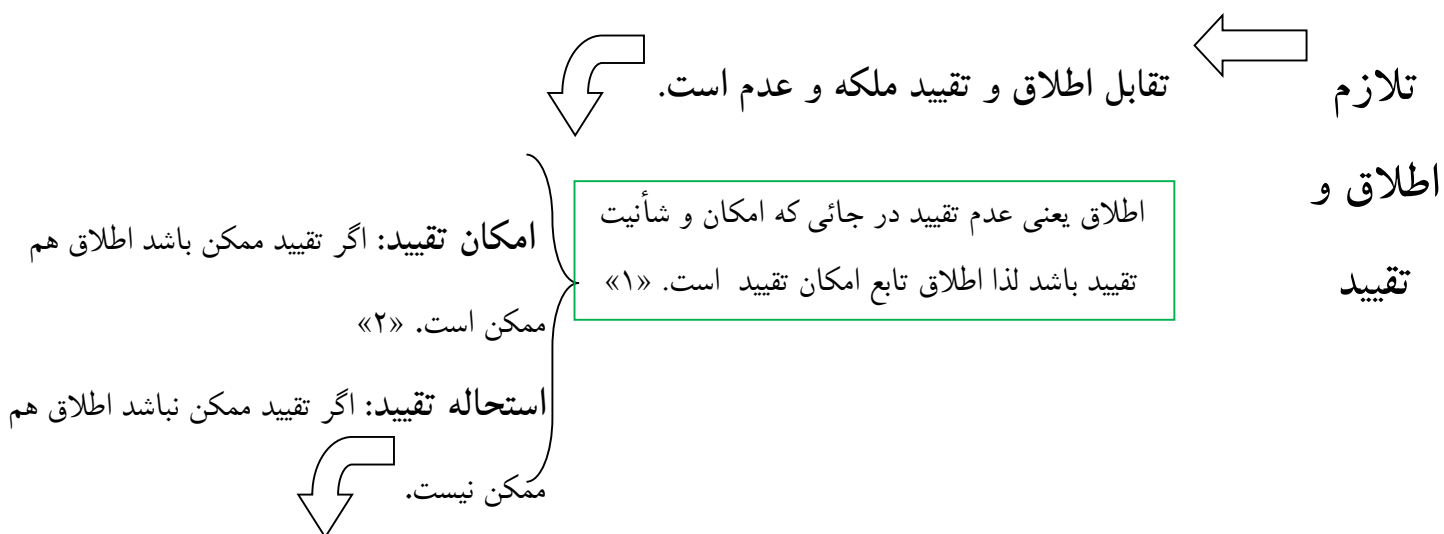 تلازم
اطلاق و
تقیید
تقابل اطلاق و تقیید ملکه و عدم است.
اطلاق یعنی عدم تقیید در جائی که امکان و شأنیت
تقیید باشد لذا اطلاق تابع امکان تقیید است. «۱»
امکان تقیید: اگر تقیید ممکن باشد اطلاق هم
ممکن است. «۲»
استحاله تقیید: اگر تقیید ممکن نباشد اطلاق هم
ممکن نیست.